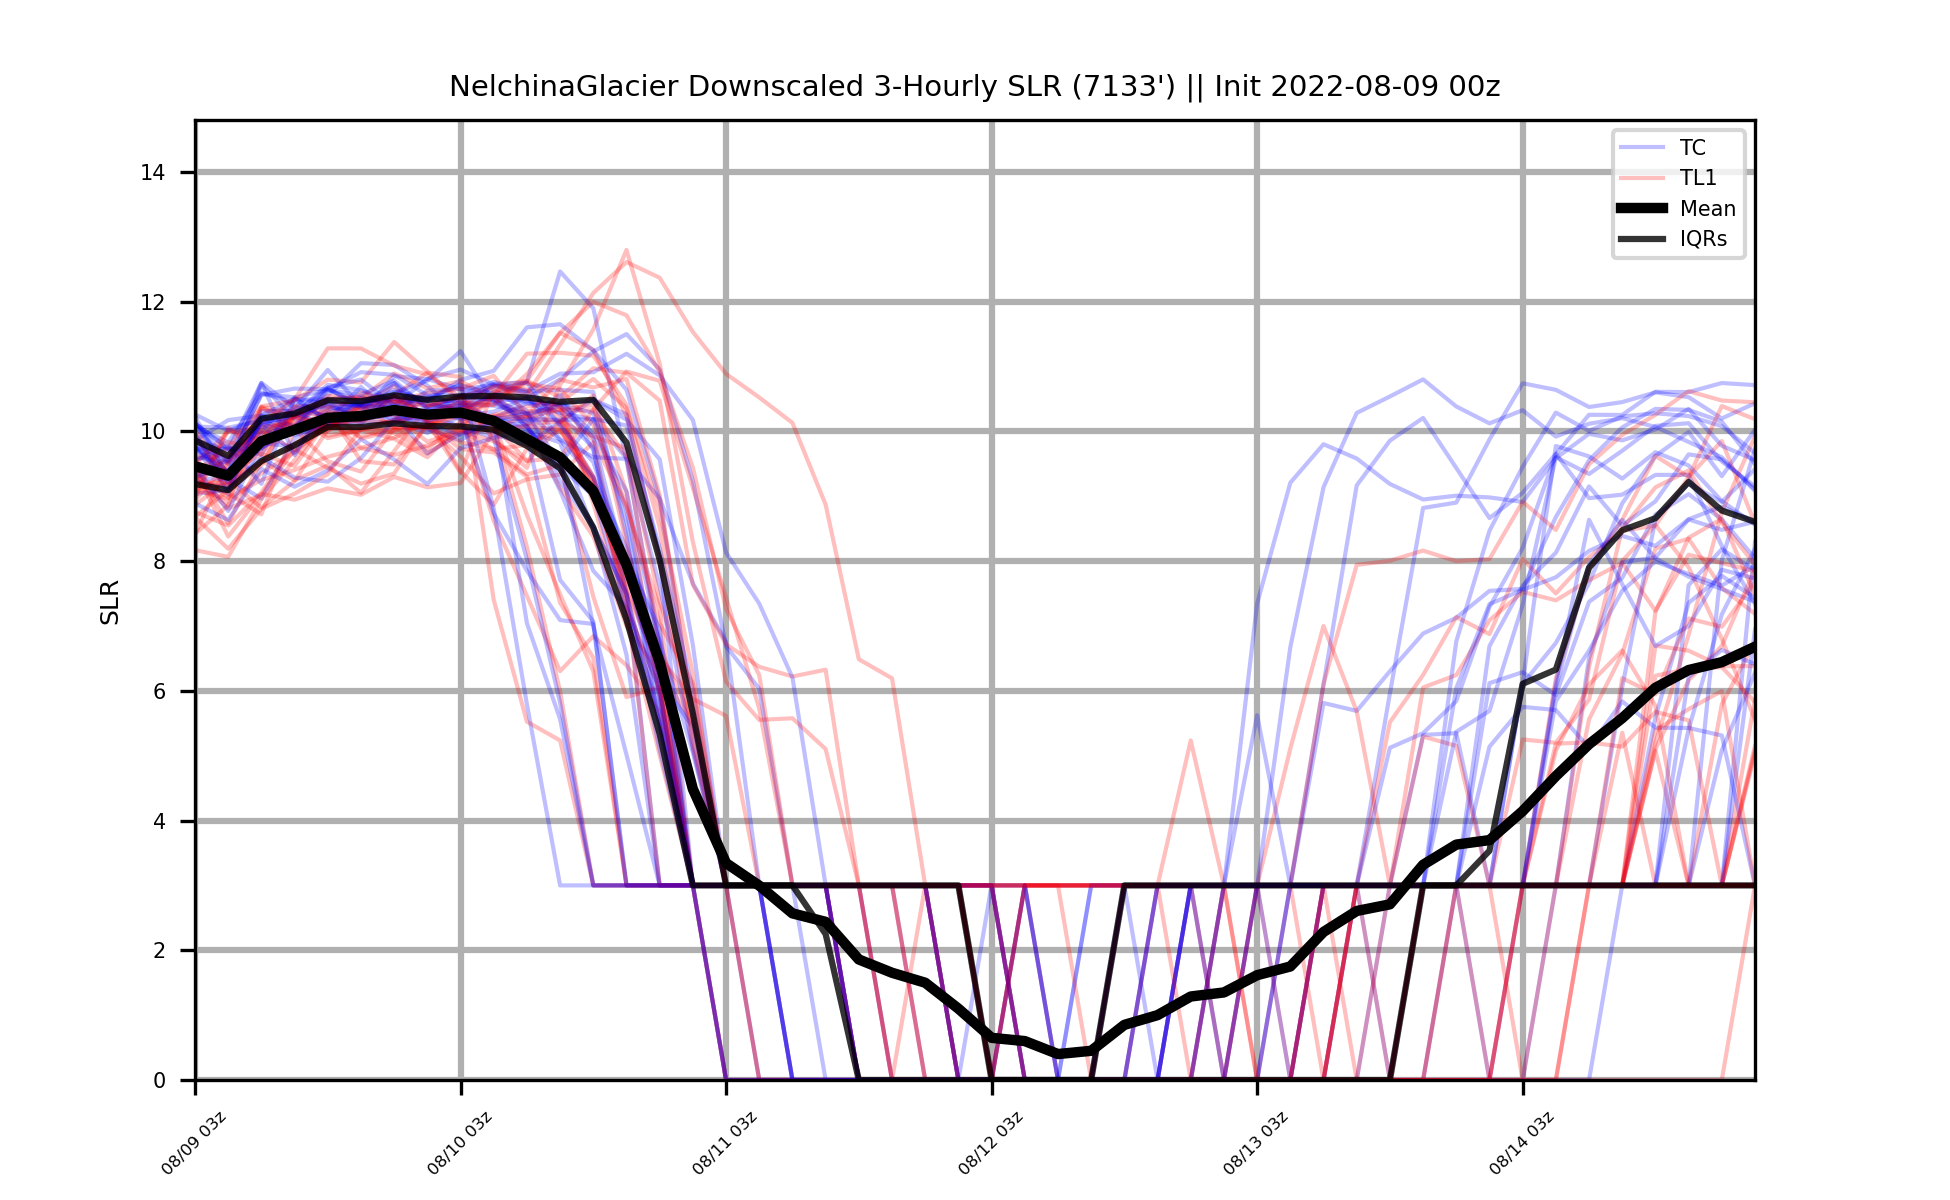 NelchinaGlacier Downscaled 3-Hourly SLR (7133') || Init 2022-08-09 00z
TC
TL1
Mean
IQRs
SLR
14
12
10
8
6
4
2
0
08/09 03z
08/10 03z
08/11 03z
08/12 03z
08/13 03z
08/14 03z